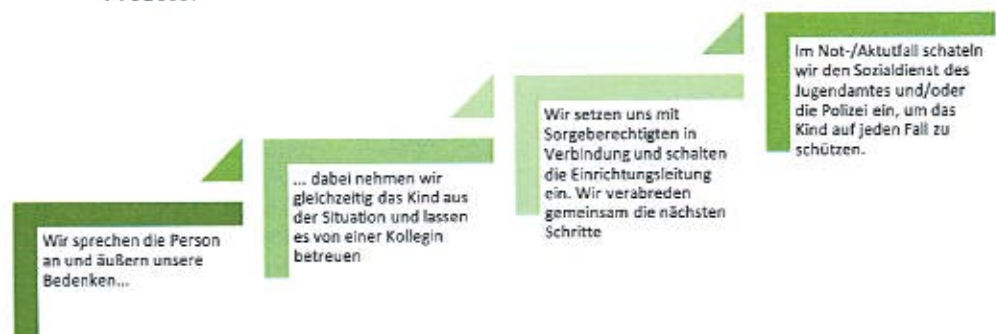 Wir sprechen die Person
an und äußern unsere
Bedenken...
... dabei nehmen wir
gleichzeitig das Kind aus
der Situation und lassen
es von einer Kollegin
betreuen
Wir setzen uns mit
Sorgeberechtigten in
Verbindung und schalten
die Einrichtungsleitung
ein. Wir verabreden
gemeinsam die nächsten
Schritte
Im Not-/Aktutfall schateln
wir den Sozialdienst des
Jugendamtes und/oder
die Polizei ein, um das
Kind auf jeden Fall zu
schützen.